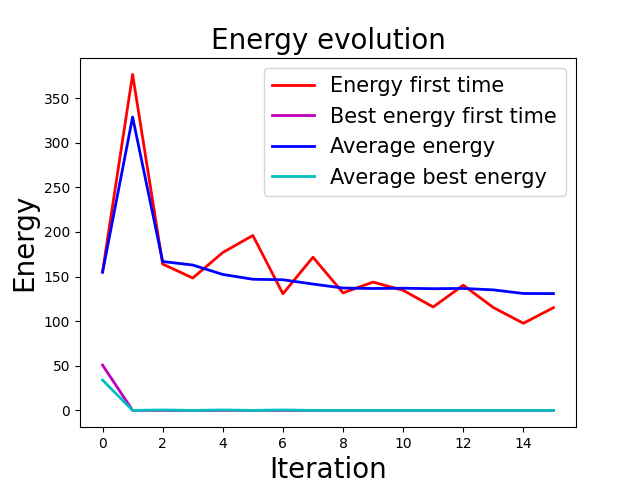 Energy evolution
Energy first time
Best energy first time
Average energy
Average best energy
Energy
350
300
250
200
150
100
50
0
0 2 4 6 8 10 12 14
Iteration